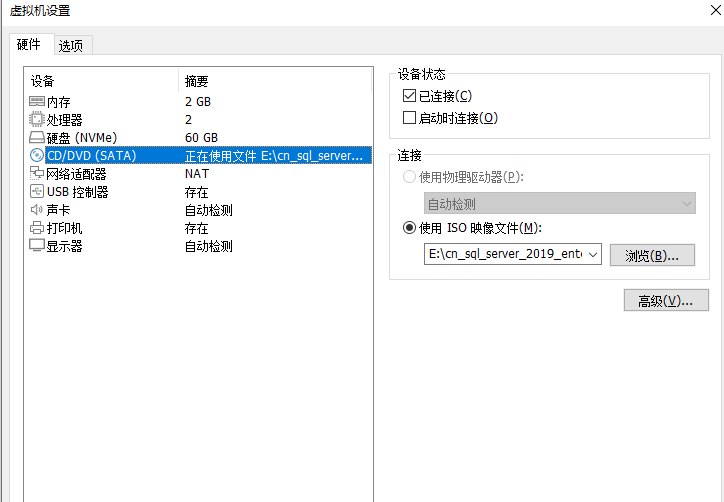 虚拟机设置
硬件 选项
设备 摘要
内存 2 GB
处理器 2
硬盘 (NVMe) 60 GB
CD/DVD (SATA) 正在使用文件 E:\cn_sql_server...
网络适配器 NAT
USB 控制器 存在
声卡 自动检测
打印机 存在
显示器 自动检测
设备状态
已连接(C)
启动时连接(O)
连接
使用物理驱动器(P):
自动检测
使用 ISO 映像文件(M):
E:\cn_sql_server_2019_ente
浏览(B)...
高级(V)...